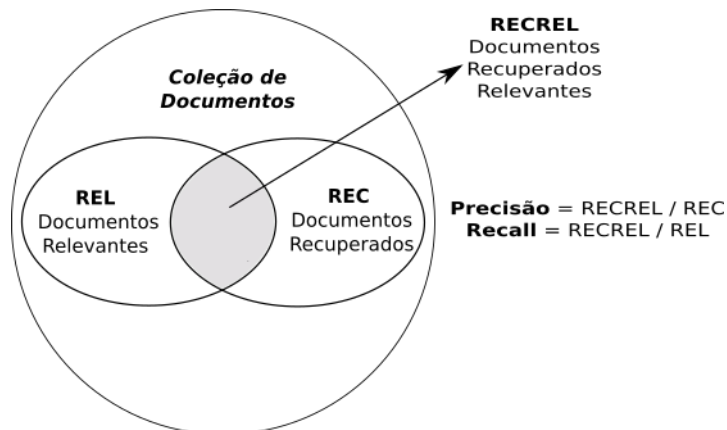 RECREL
Documentos
Recuperados
Relevantes
Coleção de
Documentos
REL
Documentos
Relevantes
REC
Documentos
Recuperados
Precisão = RECREL / REC
Recall = RECREL / REL